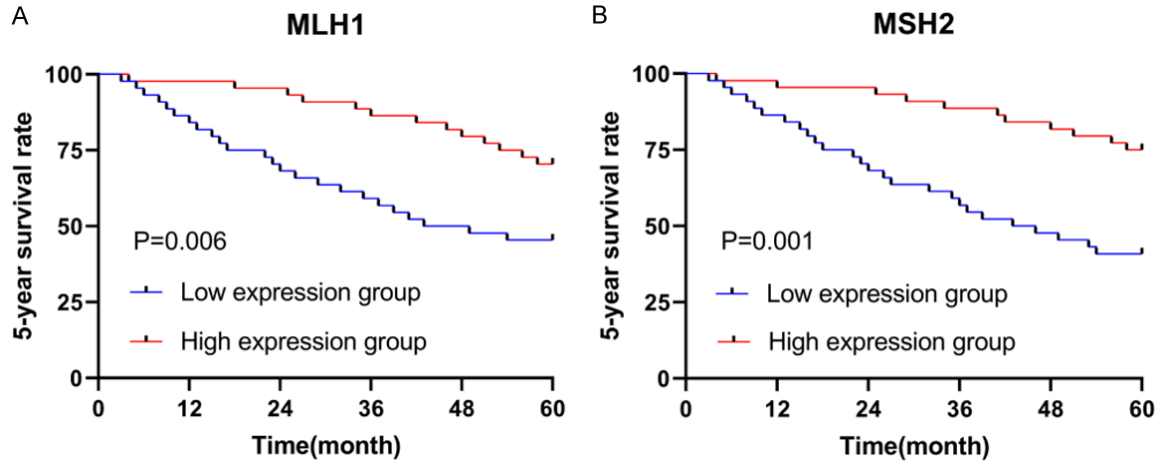 A
MLH1
5-year survival rate
100
75
50
25
0
P=0.006
Low expression group
High expression group
0 12 24 36 48 60
Time(month)
B
MSH2
5-year survival rate
100
75
50
25
0
P=0.001
Low expression group
High expression group
0 12 24 36 48 60
Time(month)